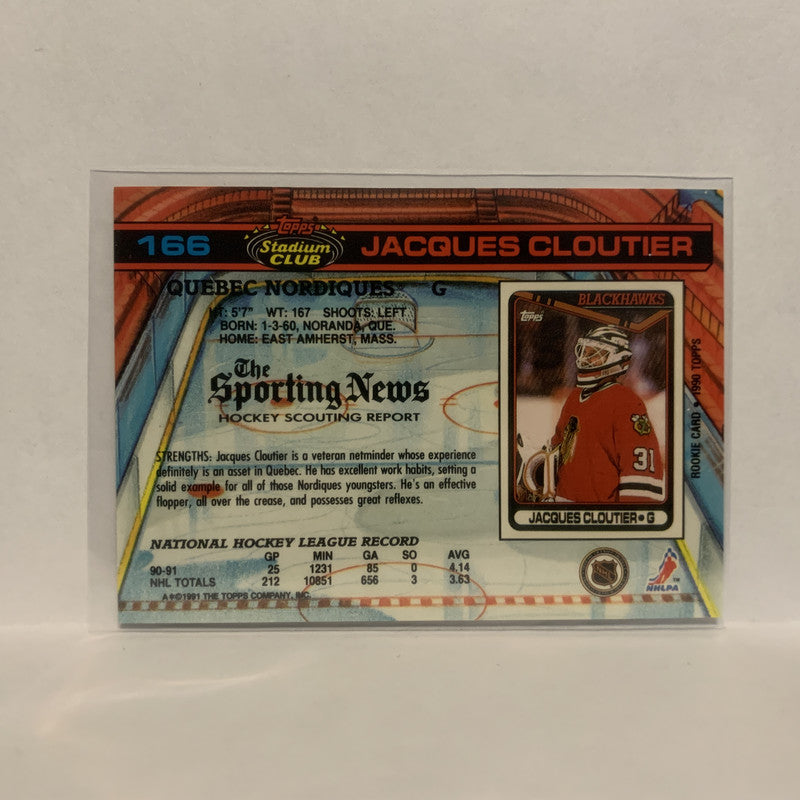 166
Topps
Stadium
CLUB
JACQUES CLOUTIER
QUEBEC NORDIQUES™ G
HT: 5'7" WT: 167 SHOOTS: LEFT
BORN: 1-3-60, NORANDA, QUE.
HOME: EAST AMHERST, MASS.
The
Sporting News
HOCKEY SCOUTING REPORT
STRENGTHS: Jacques Cloutier is a veteran netminder whose experience
definitely is an asset in Quebec. He has excellent work habits, setting a
solid example for all of those Nordiques youngsters. He's an effective
flopper, all over the crease, and possesses great reflexes.
NATIONAL HOCKEY LEAGUE RECORD
GP MIN GA SO AVG
90-91 25 1231 85 0 4.14
NHL TOTALS 212 10851 656 3 3.63
A ®©1991 THE TOPPS COMPANY, INC.
BLACKHAWKS
Topps
31
JACQUES CLOUTIER • G
ROOKIE CARD • 1990 TOPPS
NHL
NHLPA
TM